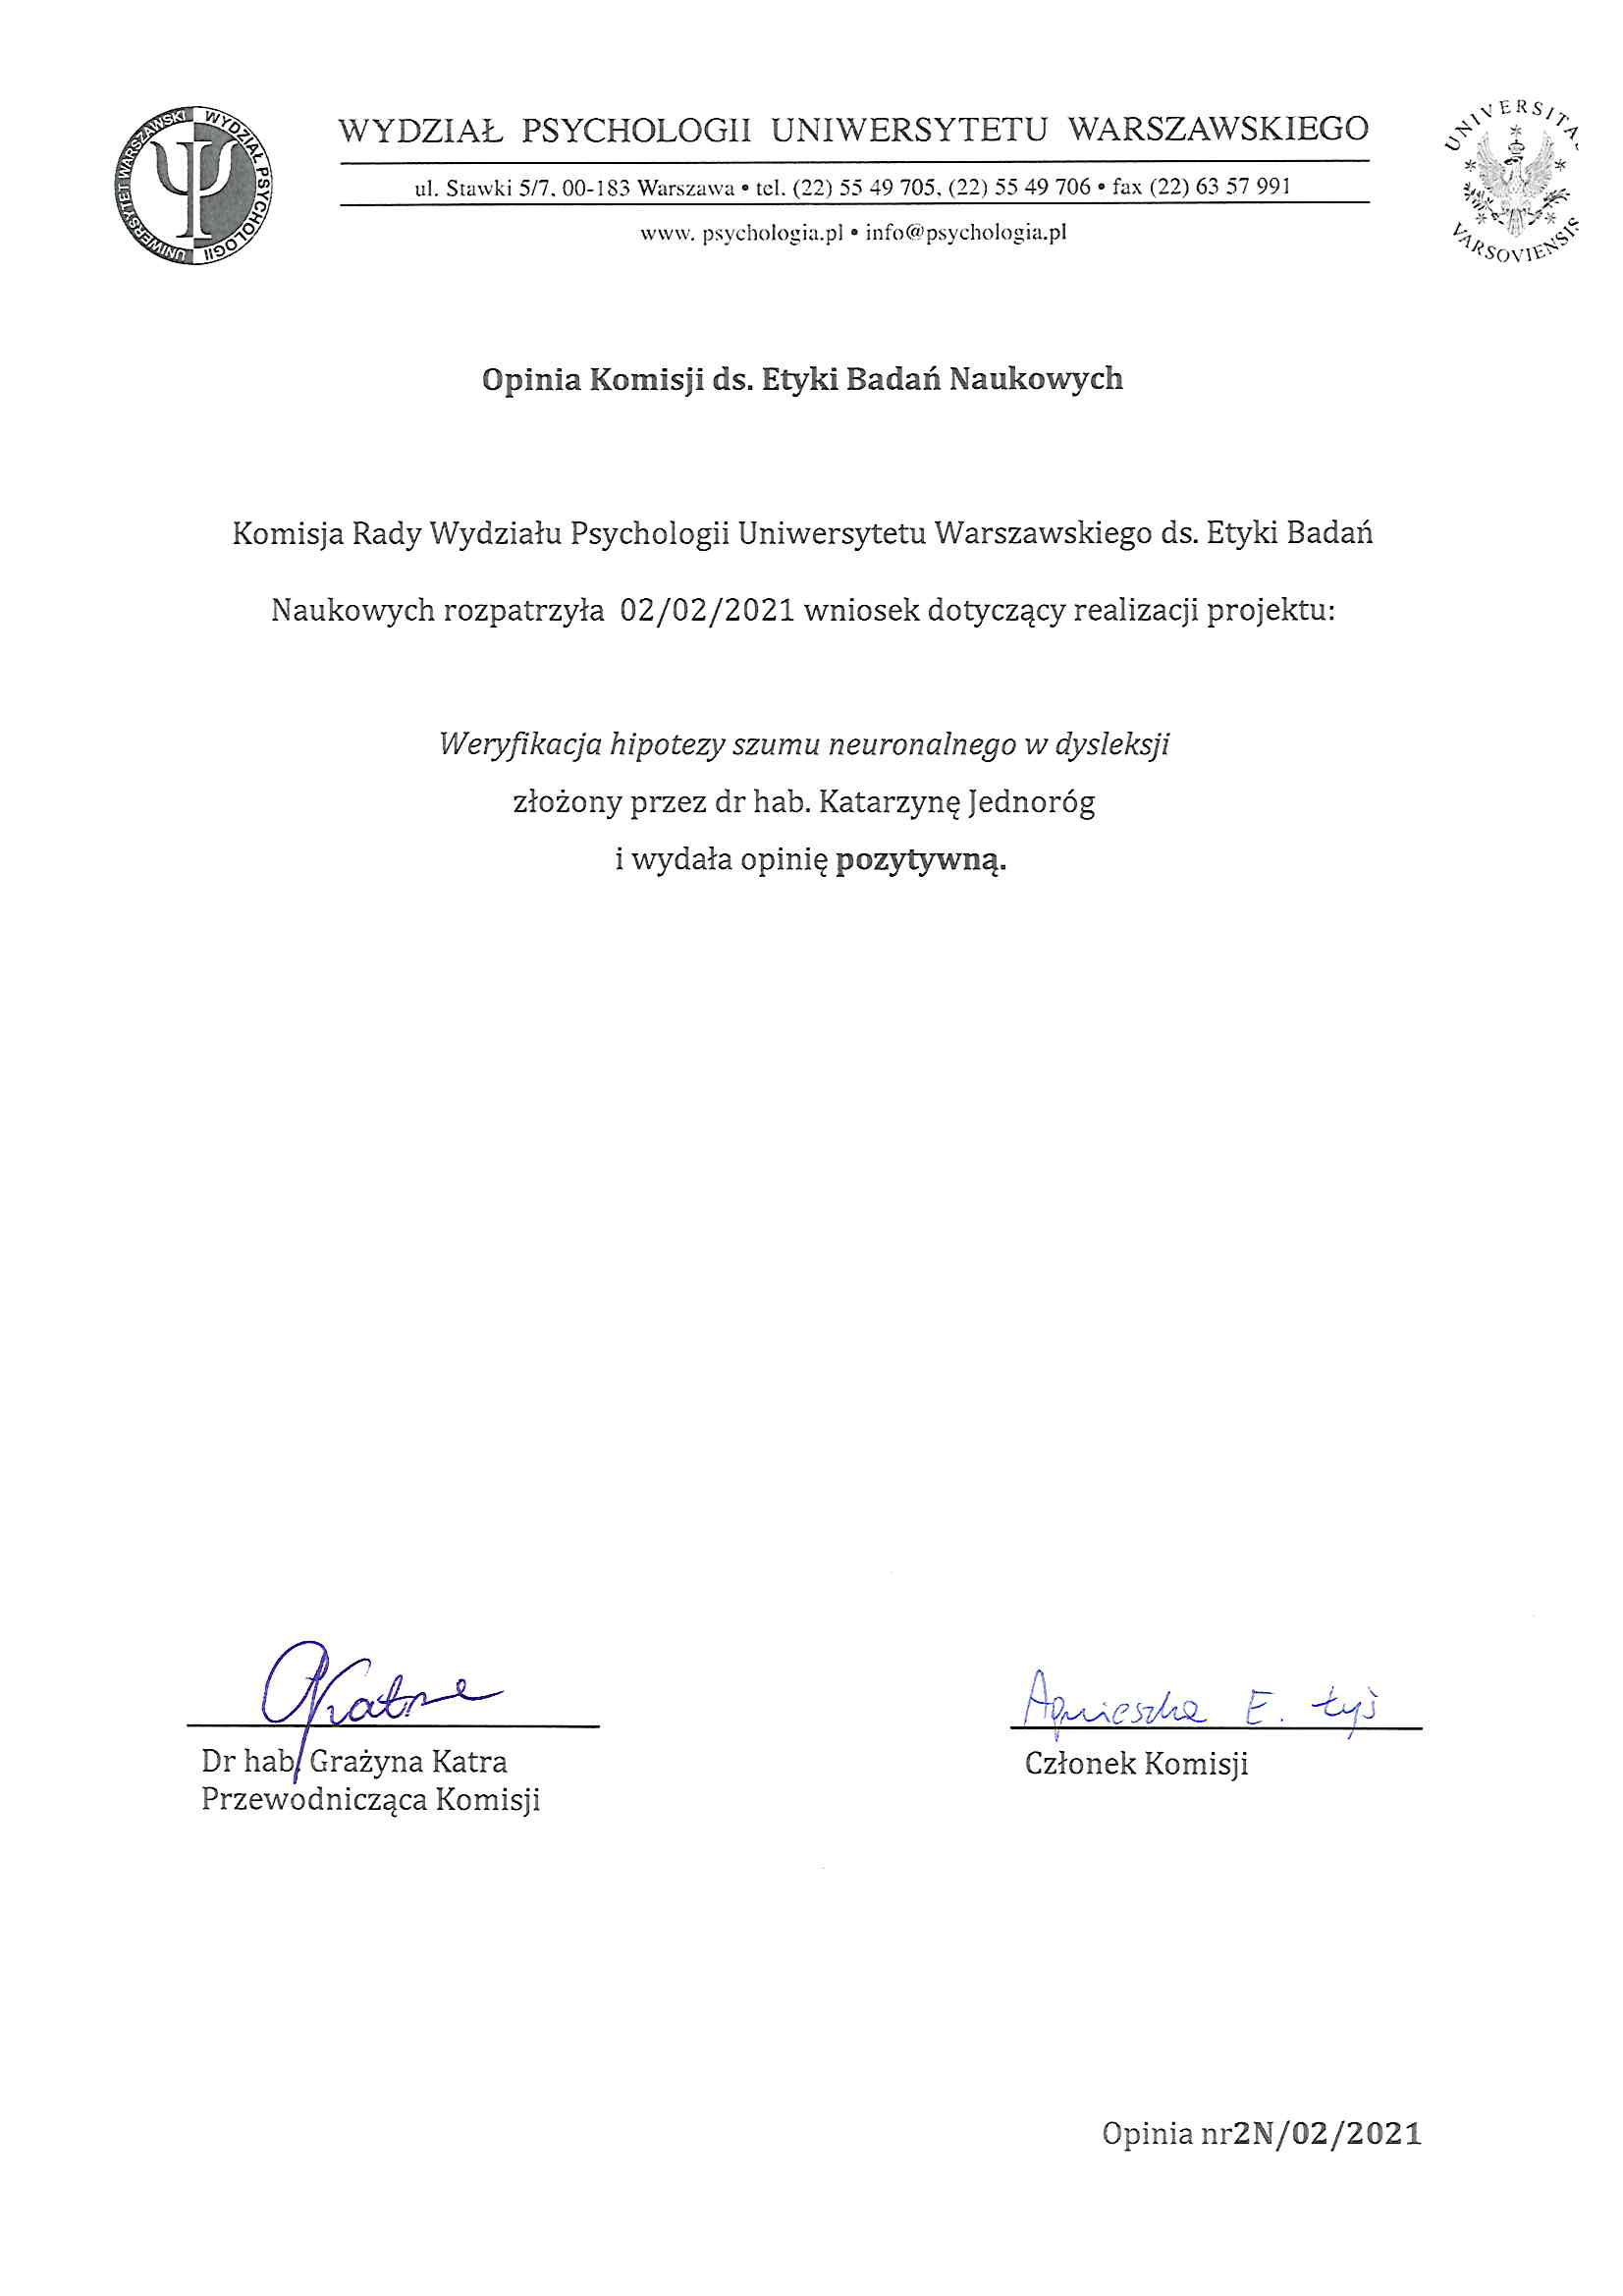 UNIWERSYTET WARSZAWSKI WYDZIAŁ PSYCHOLOGII
WYDZIAŁ PSYCHOLOGII UNIWERSYTETU WARSZAWSKIEGO
ul. Stawki 5/7, 00-183 Warszawa • tel. (22) 55 49 705, (22) 55 49 706 • fax (22) 63 57 991
www. psychologia.pl • info@psychologia.pl
UNIVERSITA
VARSOVIENSIS
Opinia Komisji ds. Etyki Badań Naukowych
Komisja Rady Wydziału Psychologii Uniwersytetu Warszawskiego ds. Etyki Badań
Naukowych rozpatrzyła 02/02/2021 wniosek dotyczący realizacji projektu:
Weryfikacja hipotezy szumu neuronalnego w dysleksji
złożony przez dr hab. Katarzynę Jednoróg
i wydała opinię pozytywną.
GKatra
Agnieszka E. Łyś
Dr hab. Grażyna Katra
Członek Komisji
Przewodnicząca Komisji
Opinia nr2N/02/2021